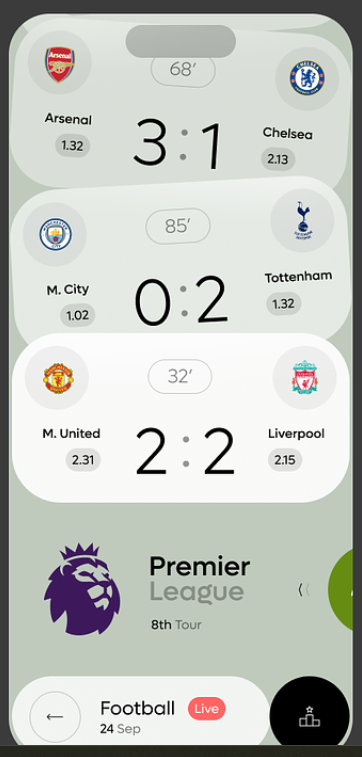 68’
Arsenal
Chelsea
1.32
3 : 1
2.13
85’
M. City
Tottenham
1.02
0 : 2
1.32
32’
M. United
Liverpool
2.31
2 : 2
2.15
Premier
League
8th Tour
Football
Live
24 Sep